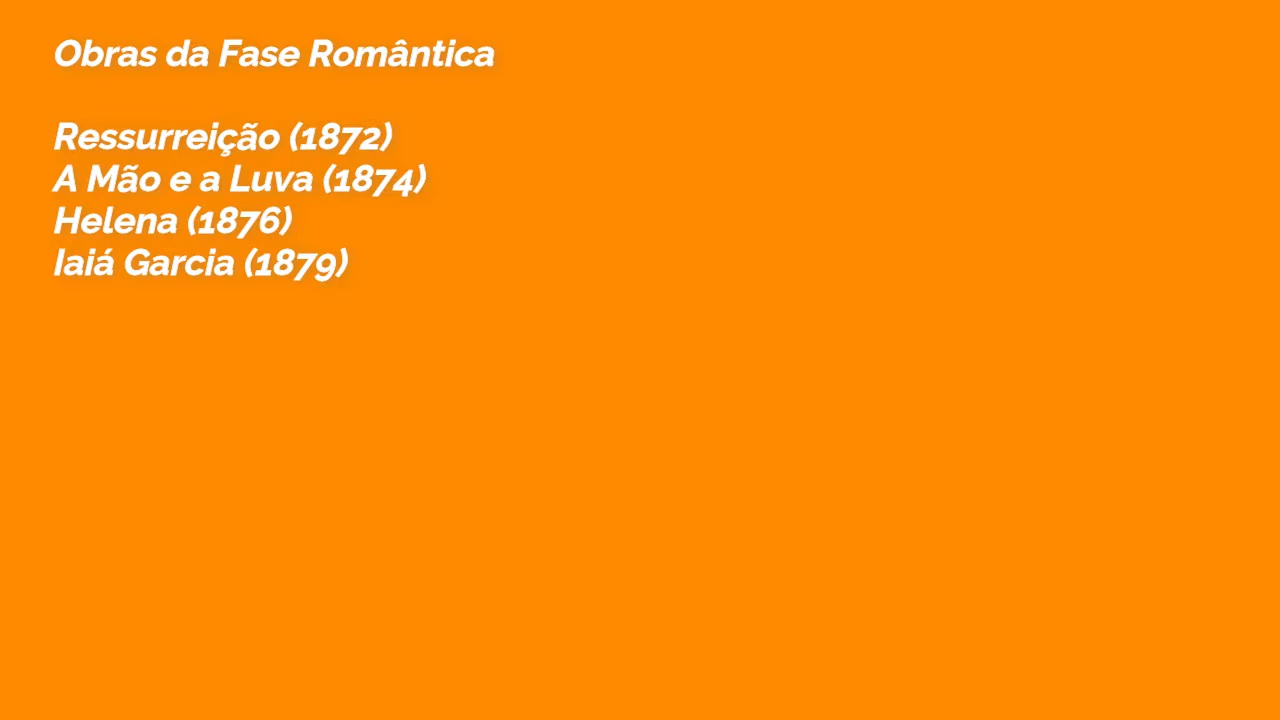 Obras da Fase Romântica
Ressurreição (1872)
A Mão e a Luva (1874)
Helena (1876)
Iaiá Garcia (1879)